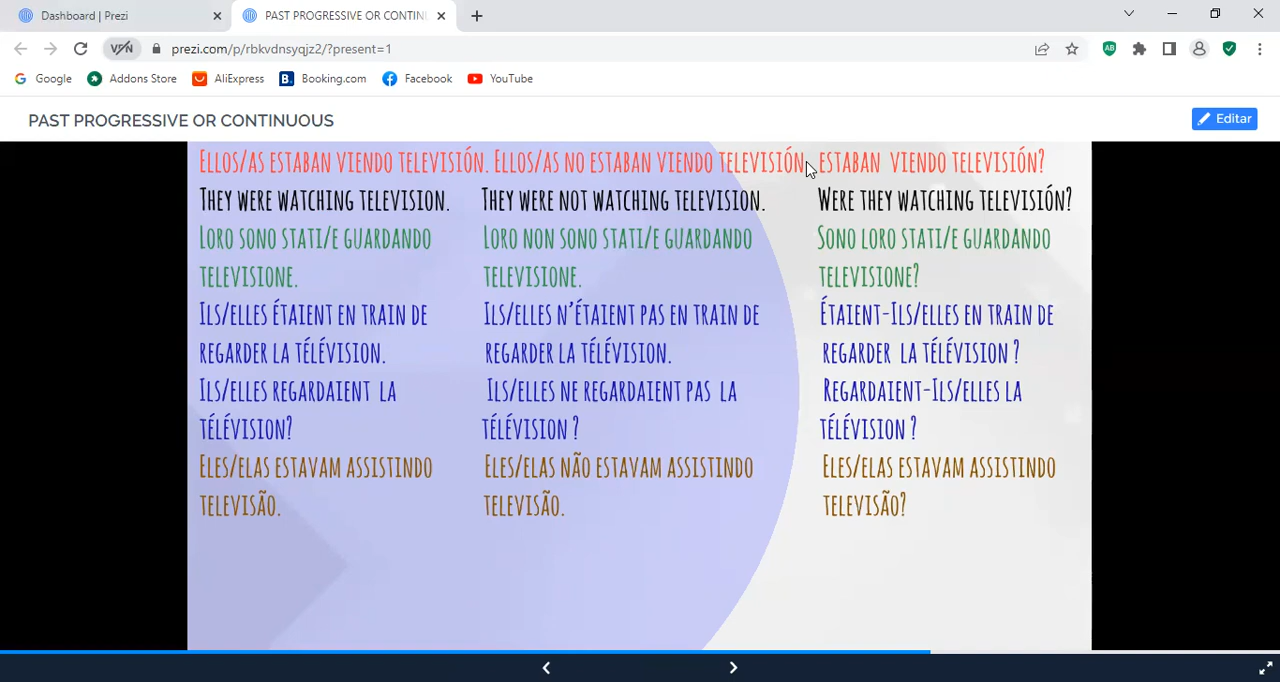 Dashboard | Prezi
PAST PROGRESSIVE OR CONTIN
VPN
prezi.com/p/rbkvdnsyqjz2/?present=1
AB
Google
Addons Store
AliExpress
B.
Booking.com
Facebook
YouTube
PAST PROGRESSIVE OR CONTINUOUS
Editar
ELLOS/AS ESTABAN VIENDO TELEVISIÓN. ELLOS/AS NO ESTABAN VIENDO TELEVISIÓN. ESTABAN VIENDO TELEVISIÓN?
THEY WERE WATCHING TELEVISION. THEY WERE NOT WATCHING TELEVISION. WERE THEY WATCHING TELEVISIÓN?
LORO SONO STATI/E GUARDANDO LORO NON SONO STATI/E GUARDANDO SONO LORO STATI/E GUARDANDO
TELEVISIONE. TELEVISIONE. TELEVISIONE?
ILS/ELLES ÉTAIENT EN TRAIN DE ILS/ELLES N'ÉTAIENT PAS EN TRAIN DE ÉTAIENT-ILS/ELLES EN TRAIN DE
REGARDER LA TÉLÉVISION. REGARDER LA TÉLÉVISION. REGARDER LA TÉLÉVISION ?
ILS/ELLES REGARDAIENT LA ILS/ELLES NE REGARDAIENT PAS LA REGARDAIENT-ILS/ELLES LA
TÉLÉVISION? TÉLÉVISION ? TÉLÉVISION ?
ELES/ELAS ESTAVAM ASSISTINDO ELES/ELAS NÃO ESTAVAM ASSISTINDO ELES/ELAS ESTAVAM ASSISTINDO
TELEVISÃO. TELEVISÃO. TELEVISÃO?